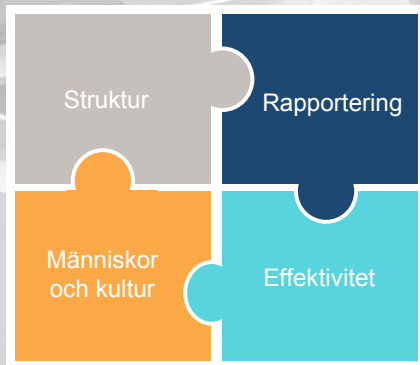 Struktur
Rapportering
Människor
och kultur
Effektivitet